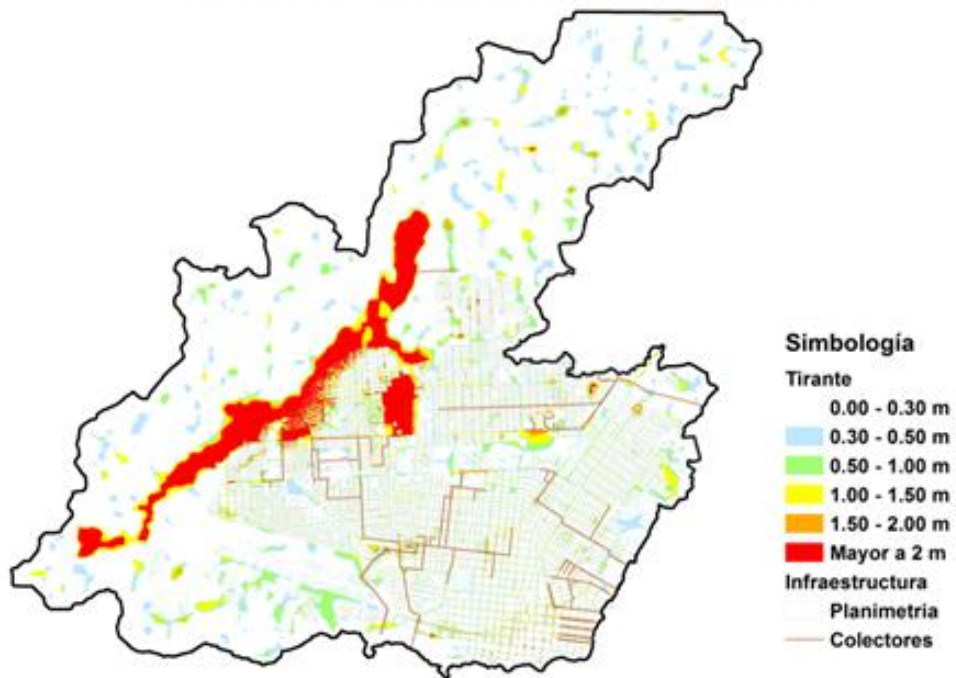 Simbología
Tirante
0.00 - 0.30 m
0.30 - 0.50 m
0.50 - 1.00 m
1.00 - 1.50 m
1.50 - 2.00 m
Mayor a 2 m
Infraestructura
Planimetria
Colectores